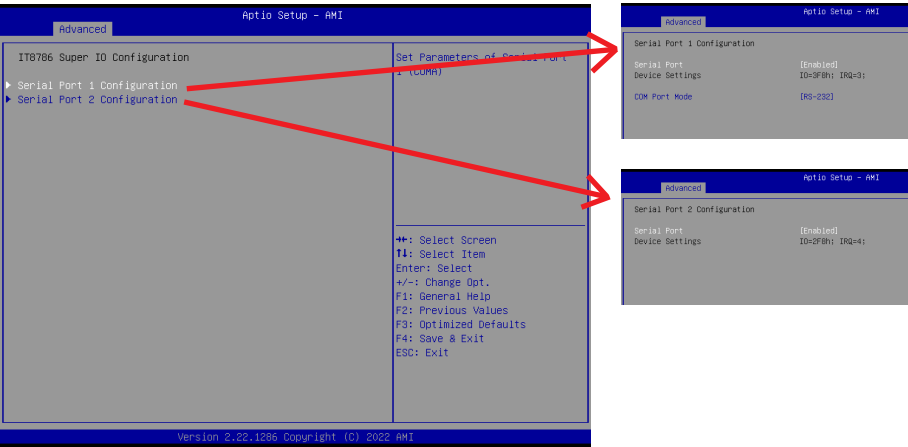 Aptio Setup - AMI
Advanced
IT8786 Super IO Configuration
Serial Port 1 Configuration
Serial Port 2 Configuration
Set Parameters of Serial Port
1 (COMA)
→←: Select Screen
↑↓: Select Item
Enter: Select
+/-: Change Opt.
F1: General Help
F2: Previous Values
F3: Optimized Defaults
F4: Save & Exit
ESC: Exit
Version 2.22.1286 Copyright (C) 2022 AMI
Aptio Setup - AMI
Advanced
Serial Port 1 Configuration
Serial Port [Enabled]
Device Settings IO=3F8h; IRQ=3;
COM Port Mode [RS-232]
Aptio Setup - AMI
Advanced
Serial Port 2 Configuration
Serial Port [Enabled]
Device Settings IO=2F8h; IRQ=4;